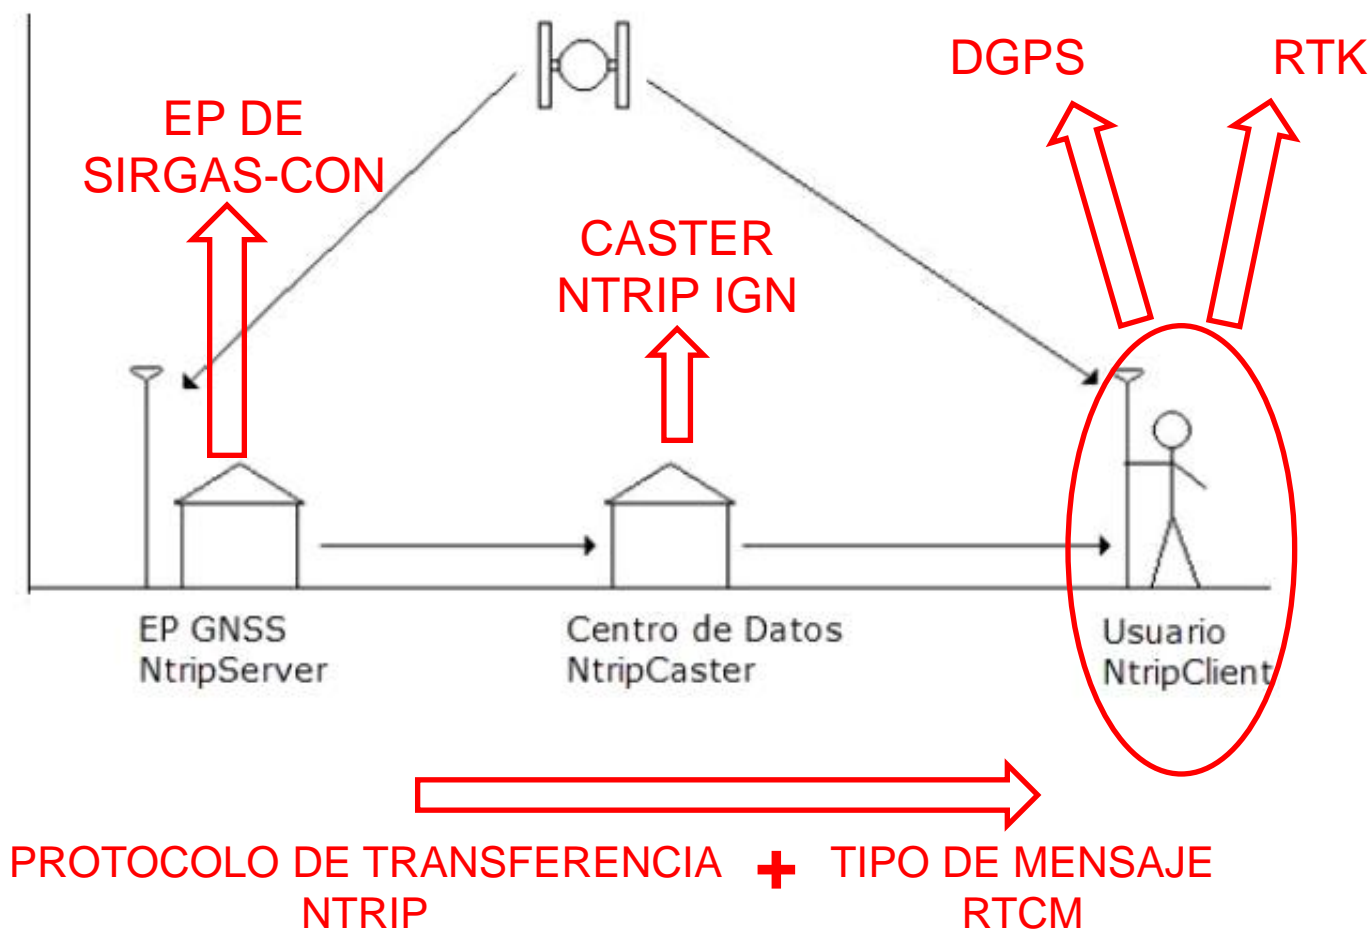 DGPS
RTK
EP DE
SIRGAS-CON
CASTER
NTRIP IGN
EP GNSS
NtripServer
Centro de Datos
NtripCaster
Usuario
NtripClient
PROTOCOLO DE TRANSFERENCIA
NTRIP
+
TIPO DE MENSAJE
RTCM